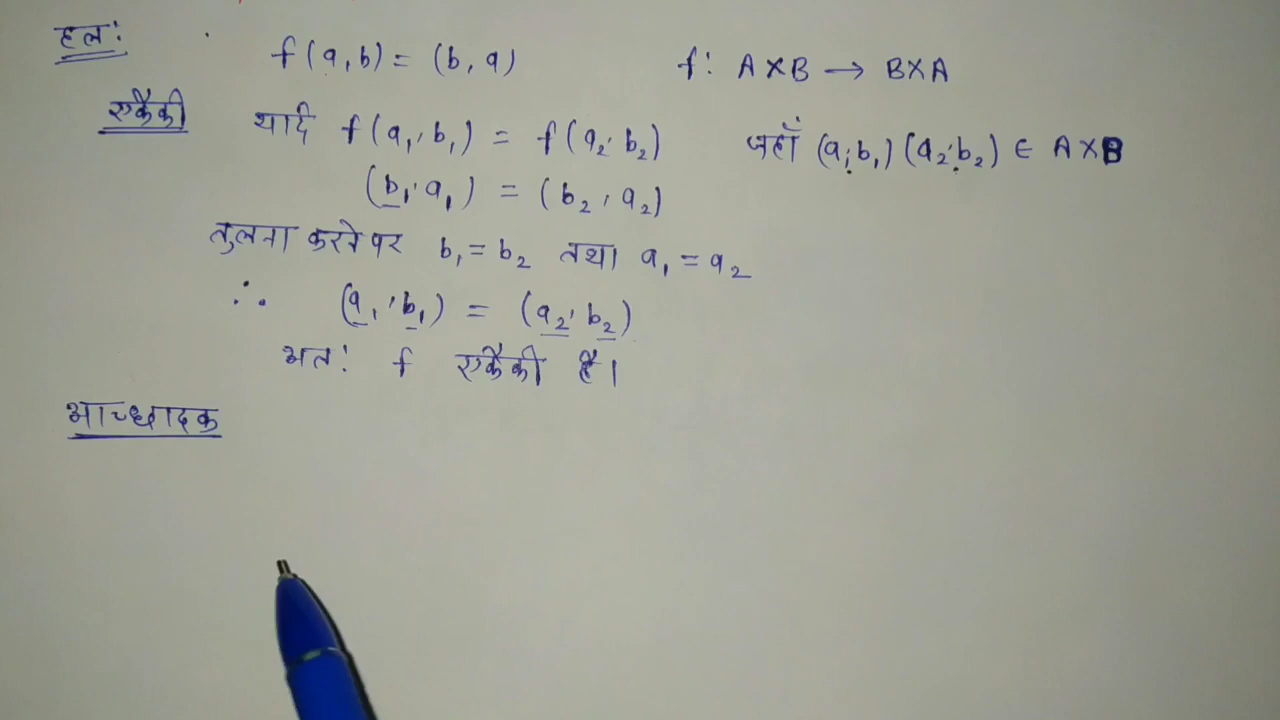 हल:
f(a,b) = (b,a) f: A×B → B×A
एकैकी यदि f(a₁,b₁) = f(a₂,b₂) जहाँ (a₁,b₁)(a₂,b₂) ∈ A×B
(b₁,a₁) = (b₂,a₂)
तुलना करने पर b₁=b₂ तथा a₁=a₂
∴ (a₁,b₁) = (a₂,b₂)
अत: f एकैकी है।
आच्छादक